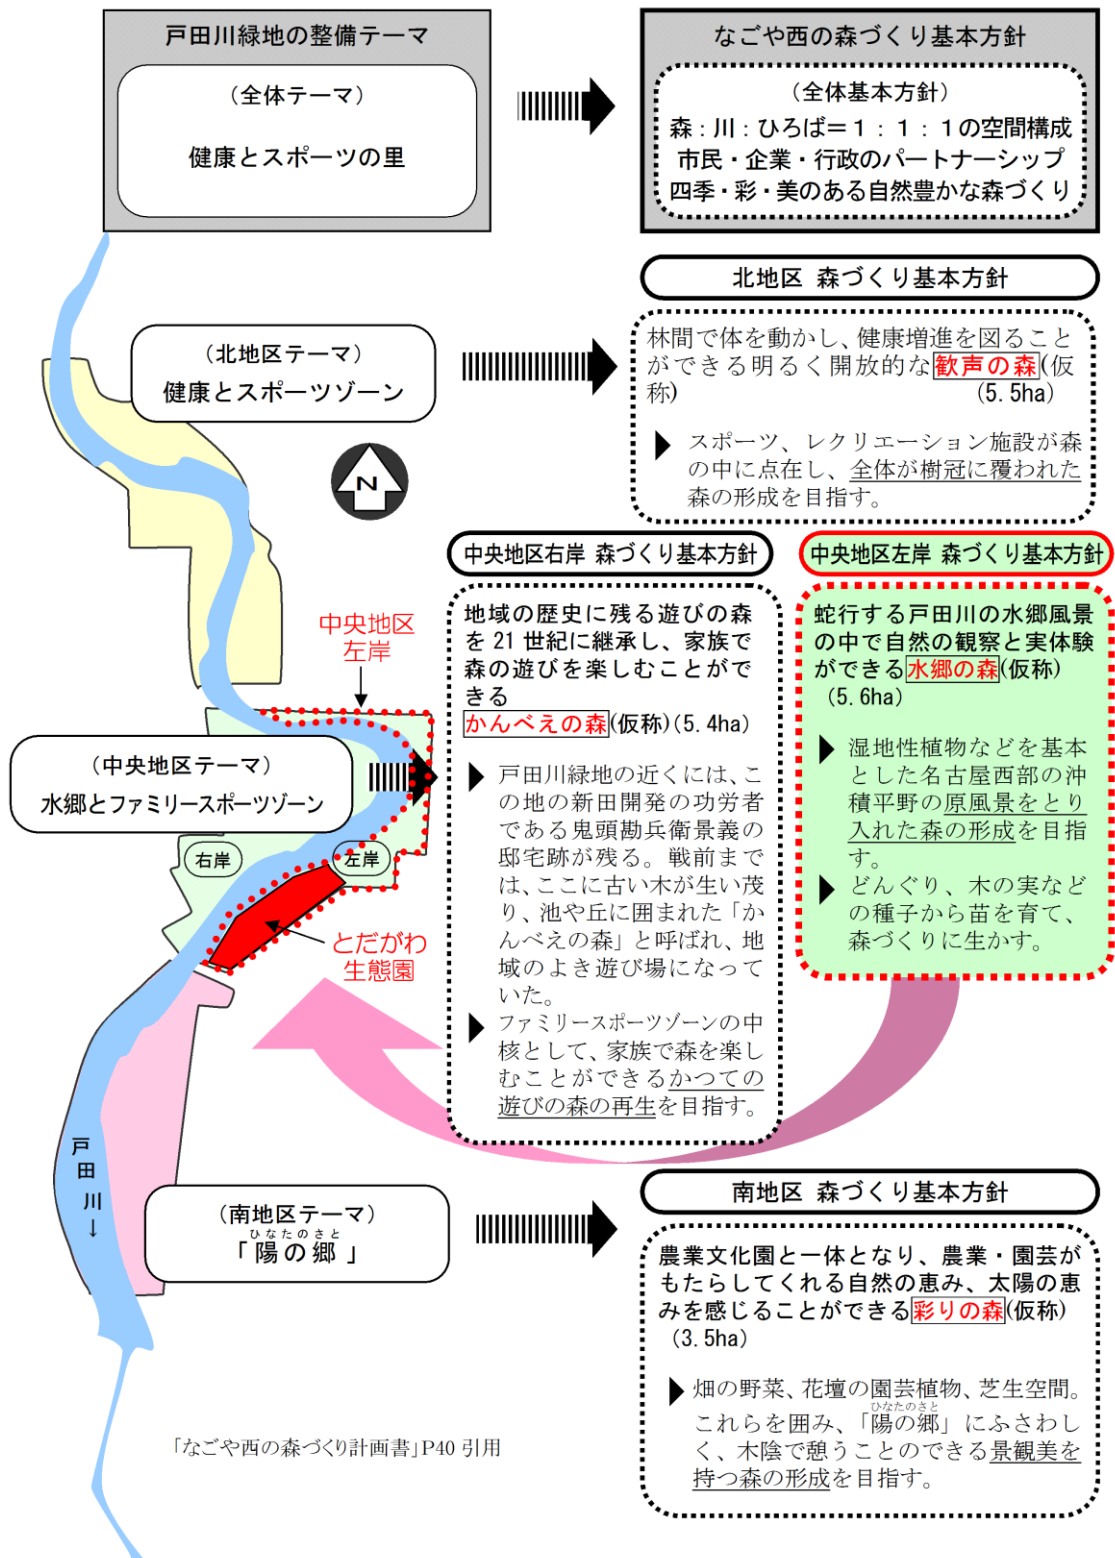 戸田川緑地の整備テーマ
（全体テーマ）
健康とスポーツの里
なごや西の森づくり基本方針
（全体基本方針）
森：川：ひろば＝１：１：１の空間構成
市民・企業・行政のパートナーシップ
四季・彩・美のある自然豊かな森づくり
（北地区テーマ）
健康とスポーツゾーン
北地区 森づくり基本方針
林間で体を動かし、健康増進を図ること
ができる明るく開放的な歓声の森(仮
称) (5.5ha)
スポーツ、レクリエーション施設が森
の中に点在し、全体が樹冠に覆われた
森の形成を目指す。
N
中央地区
左岸
（中央地区テーマ）
水郷とファミリースポーツゾーン
右岸
左岸
とだがわ
生態園
中央地区右岸 森づくり基本方針
地域の歴史に残る遊びの森
を 21 世紀に継承し、家族で
森の遊びを楽しむことがで
きる
かんべえの森(仮称)(5.4ha)
戸田川緑地の近くには、こ
の地の新田開発の功労者
である鬼頭勘兵衛景義の
邸宅跡が残る。戦前まで
は、ここに古い木が生い茂
り、池や丘に囲まれた「か
んべえの森」と呼ばれ、地
域のよき遊び場になって
いた。
ファミリースポーツゾーンの中
核として、家族で森を楽し
むことができるかつての
遊びの森の再生を目指す。
中央地区左岸 森づくり基本方針
蛇行する戸田川の水郷風景
の中で自然の観察と実体験
ができる水郷の森(仮称)
（5.6ha）
湿地性植物などを基本
とした名古屋西部の沖
積平野の原風景をとり
入れた森の形成を目指
す。
どんぐり、木の実など
の種子から苗を育て、
森づくりに生かす。
戸田川→
（南地区テーマ）
ひなたのさと
「陽の郷」
南地区 森づくり基本方針
農業文化園と一体となり、農業・園芸が
もたらしてくれる自然の恵み、太陽の恵
みを感じることができる彩りの森(仮称)
（3.5ha）
畑の野菜、花壇の園芸植物、芝生空間。
ひなたのさと
これらを囲み、「陽の郷」にふさわし
く、木陰で憩うことのできる景観美を
持つ森の形成を目指す。
「なごや西の森づくり計画書」P40 引用